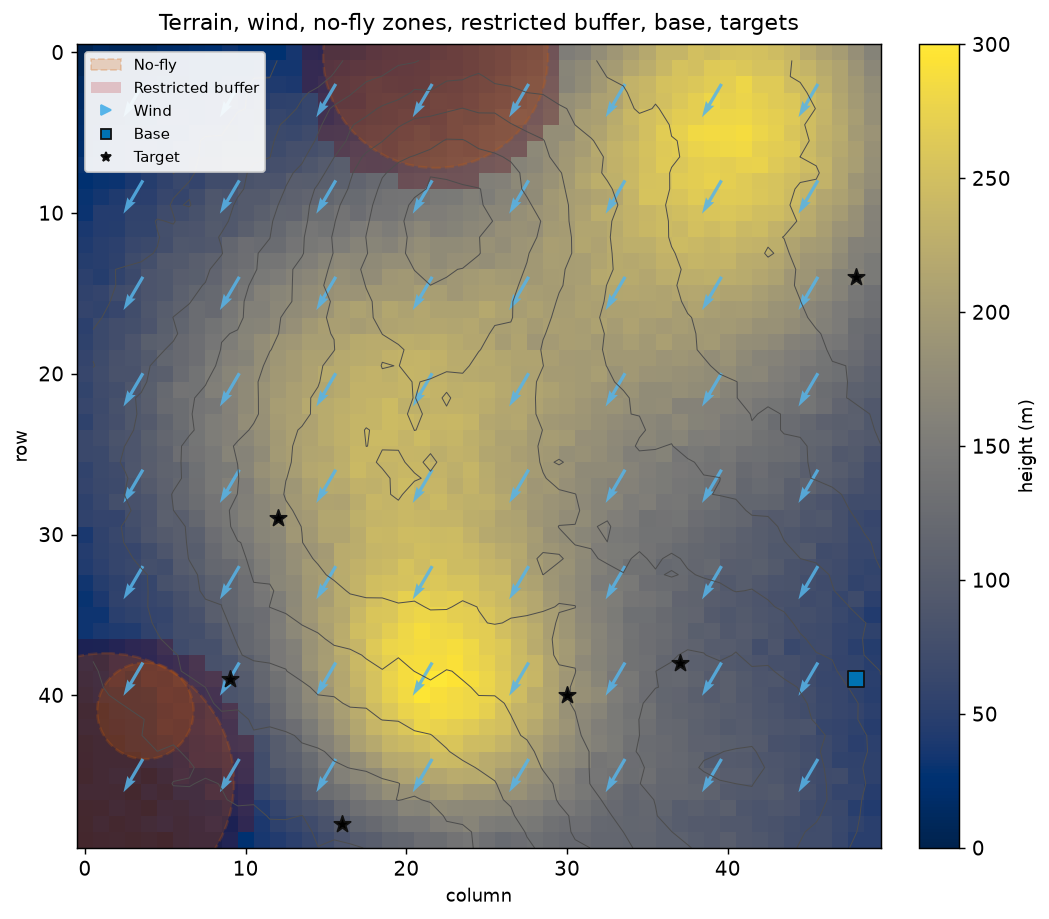 Terrain, wind, no-fly zones, restricted buffer, base, targets
No-fly
Restricted buffer
Wind
Base
Target
0
10
20
30
40
row
0
10
20
30
40
column
300
250
200
150
100
50
0
height (m)